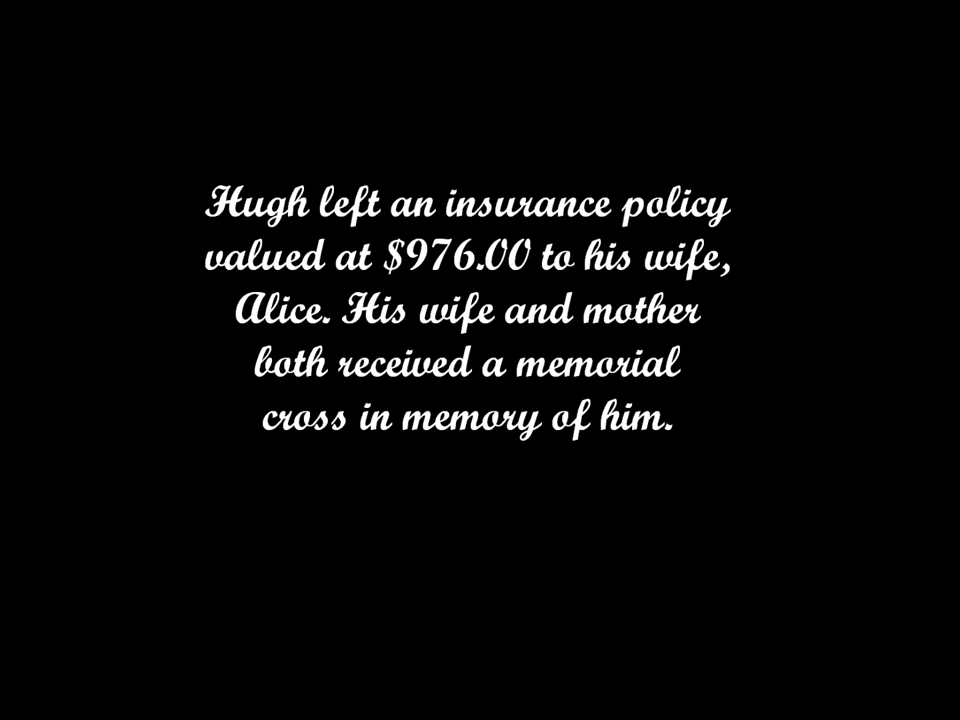 Hugh left an insurance policy
valued at $976.00 to his wife,
Alice. His wife and mother
both received a memorial
cross in memory of him.